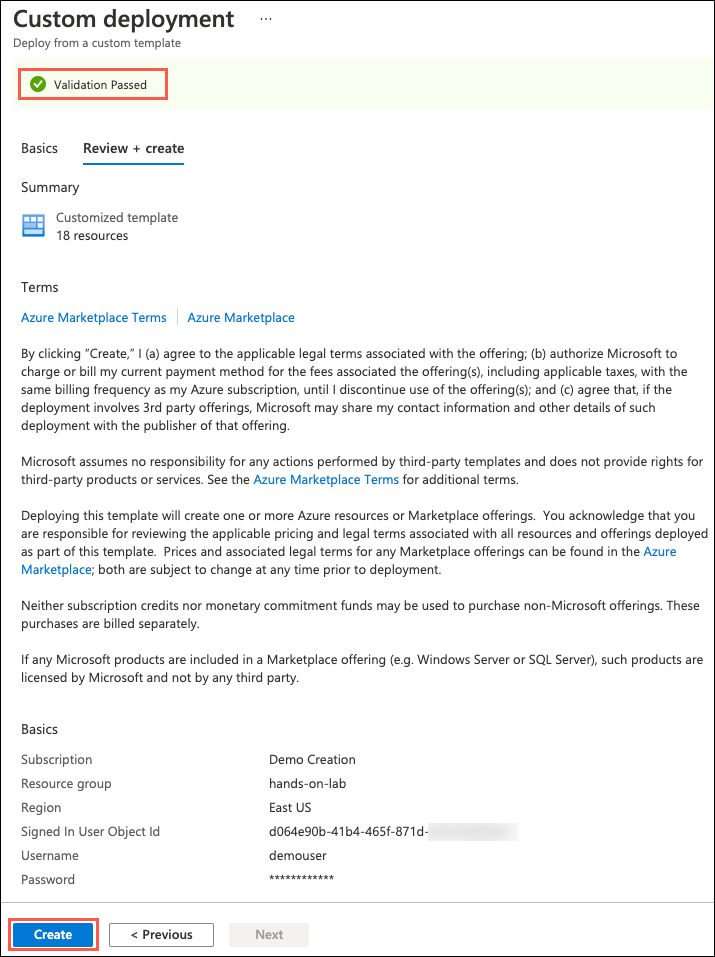 Custom deployment ...
Deploy from a custom template
Validation Passed
Basics Review + create
Summary
Customized template
18 resources
Terms
Azure Marketplace Terms Azure Marketplace
By clicking “Create,” I (a) agree to the applicable legal terms associated with the offering; (b) authorize Microsoft to
charge or bill my current payment method for the fees associated the offering(s), including applicable taxes, with the
same billing frequency as my Azure subscription, until I discontinue use of the offering(s); and (c) agree that, if the
deployment involves 3rd party offerings, Microsoft may share my contact information and other details of such
deployment with the publisher of that offering.
Microsoft assumes no responsibility for any actions performed by third-party templates and does not provide rights for
third-party products or services. See the Azure Marketplace Terms for additional terms.
Deploying this template will create one or more Azure resources or Marketplace offerings. You acknowledge that you
are responsible for reviewing the applicable pricing and legal terms associated with all resources and offerings deployed
as part of this template. Prices and associated legal terms for any Marketplace offerings can be found in the Azure
Marketplace; both are subject to change at any time prior to deployment.
Neither subscription credits nor monetary commitment funds may be used to purchase non-Microsoft offerings. These
purchases are billed separately.
If any Microsoft products are included in a Marketplace offering (e.g. Windows Server or SQL Server), such products are
licensed by Microsoft and not by any third party.
Basics
Subscription Demo Creation
Resource group hands-on-lab
Region East US
Signed In User Object Id d064e90b-41b4-465f-871d-
Username demouser
Password ************
Create < Previous Next